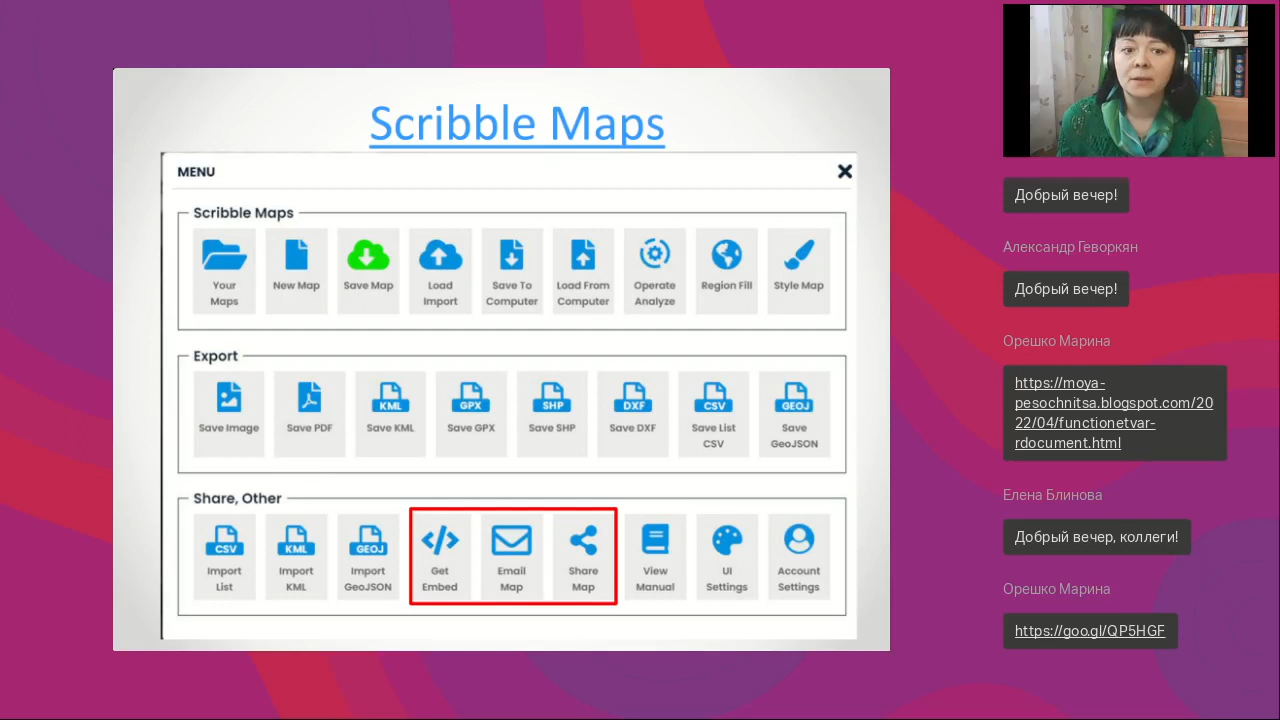 Scribble Maps
MENU
Scribble Maps
Your
Maps
New Map
Save Map
Load
Import
Save To
Computer
Load From
Computer
Operate
Analyze
Region Fill
Style Map
Export
Save Image
Save PDF
KML
Save KML
GPX
Save GPX
SHP
Save SHP
DXF
Save DXF
CSV
Save List
CSV
GEOJ
Save
GeoJSON
Share, Other
CSV
Import
List
KML
Import
KML
GEOJ
Import
GeoJSON
Get
Embed
Email
Map
Share
Map
View
Manual
UI
Settings
Account
Settings
Добрый вечер!
Александр Геворкян
Добрый вечер!
Орешко Марина
https://moya-
pesochnitsa.blogspot.com/20
22/04/functionetvar-
rdocument.html
Елена Блинова
Добрый вечер, коллеги!
Орешко Марина
https://goo.gl/QP5HGF